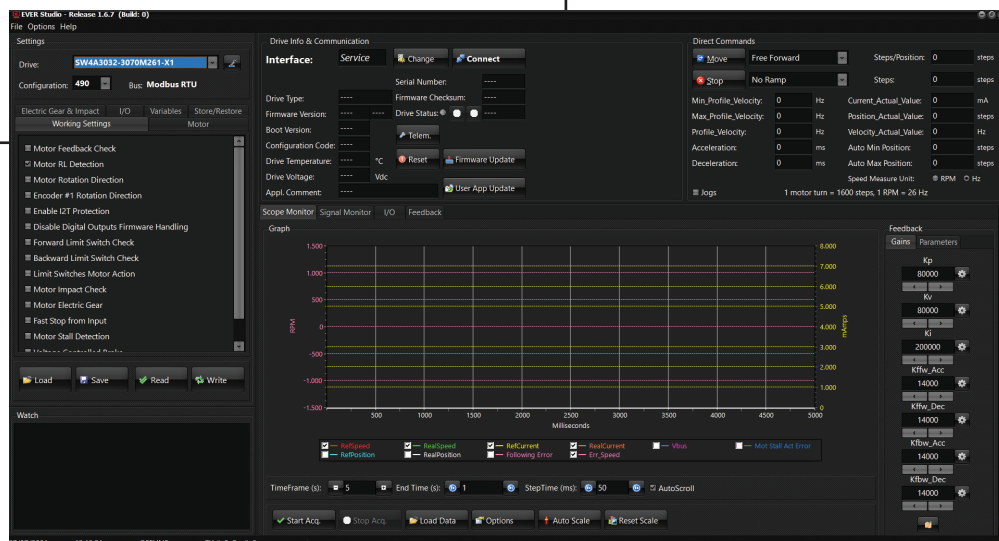 EVER Studio - Release 1.6.7 (Build: 0)
File Options Help
Settings
Drive: SW4A3032-3070M261-X1
Configuration: 490 Bus: Modbus RTU
Electric Gear & Impact I/O Variables Store/Restore
Working Settings Motor
Motor Feedback Check
Motor RL Detection
Motor Rotation Direction
Encoder #1 Rotation Direction
Enable I2T Protection
Disable Digital Outputs Firmware Handling
Forward Limit Switch Check
Backward Limit Switch Check
Limit Switches Motor Action
Motor Impact Check
Motor Electric Gear
Fast Stop from Input
Motor Stall Detection
Load Save Read Write
Watch
Drive Info & Communication
Interface: Service Change Connect
Serial Number: ----
Drive Type: ---- Firmware Checksum: ----
Firmware Version: ---- ---- Drive Status: ----
Boot Version: ---- Telem.
Configuration Code: ----
Drive Temperature: ---- °C Reset Firmware Update
Drive Voltage: ---- Vdc
Appl. Comment: ---- User App Update
Direct Commands
Move Free Forward Steps/Position: 0 steps
Stop No Ramp Steps: 0 steps
Min_Profile_Velocity: 0 Hz Current_Actual_Value: 0 mA
Max_Profile_Velocity: 0 Hz Position_Actual_Value: 0 steps
Profile_Velocity: 0 Hz Velocity_Actual_Value: 0 Hz
Acceleration: 0 ms Auto Min Position: 0 steps
Deceleration: 0 ms Auto Max Position: 0 steps
Speed Measure Unit: RPM Hz
Jogs 1 motor turn = 1600 steps, 1 RPM = 26 Hz
Scope Monitor Signal Monitor I/O Feedback
Graph
1.500 8.000
7.000
1.000
6.000
500 5.000
RPM 0 4.000 mAmps
3.000
-500
2.000
-1.000 1.000
-1.500 0
500 1000 1500 2000 2500 3000 3500 4000 4500 5000
Milliseconds
RefSpeed RealSpeed RefCurrent RealCurrent Vbus Mot Stall Act Error
RefPosition RealPosition Following Error Err_Speed
TimeFrame (s): 5 End Time (s): 1 StepTime (ms): 50 AutoScroll
Start Acq. Stop Acq. Load Data Options Auto Scale Reset Scale
Feedback
Gains Parameters
Kp
80000
Kv
80000
Ki
200000
Kffw_Acc
14000
Kffw_Dec
14000
Kfbw_Acc
14000
Kfbw_Dec
14000